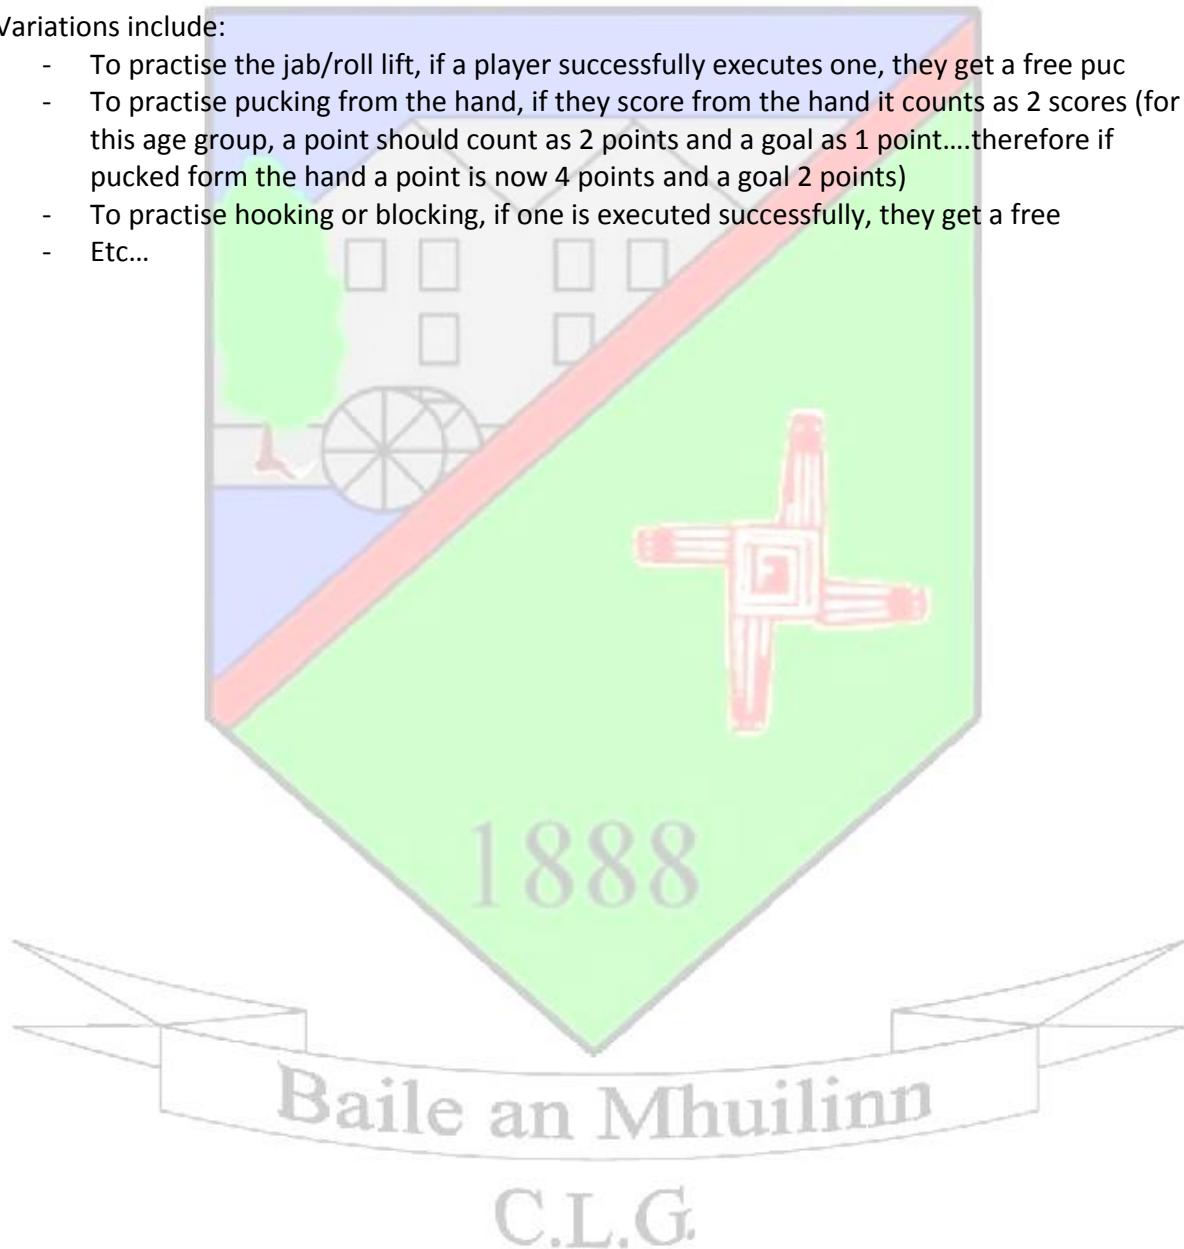 Variations include:
- To practise the jab/roll lift, if a player successfully executes one, they get a free puc
- To practise pucking from the hand, if they score from the hand it counts as 2 scores (for
this age group, a point should count as 2 points and a goal as 1 point....therefore if
pucked form the hand a point is now 4 points and a goal 2 points)
- To practise hooking or blocking, if one is executed successfully, they get a free
- Etc...
1888
Baile an Mhuilinn
C.L.G.